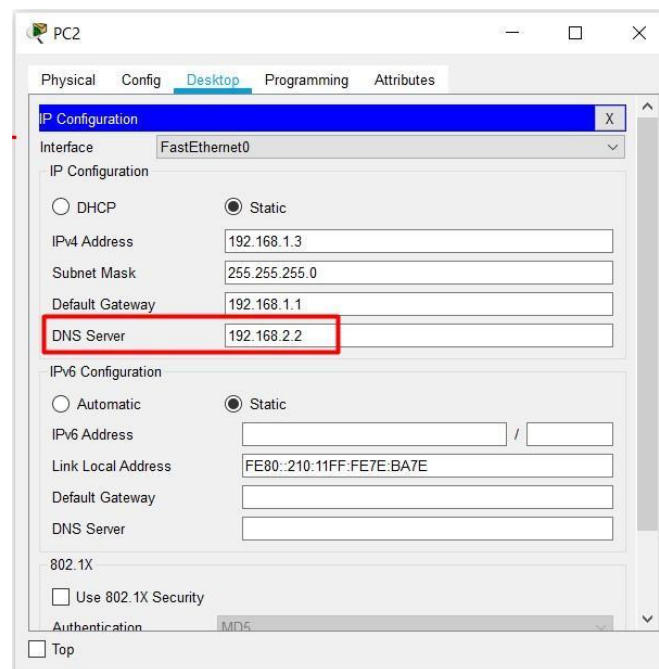 PC2
Physical Config Desktop Programming Attributes
IP Configuration X
Interface FastEthernet0
IP Configuration
DHCP Static
IPv4 Address 192.168.1.3
Subnet Mask 255.255.255.0
Default Gateway 192.168.1.1
DNS Server 192.168.2.2
IPv6 Configuration
Automatic Static
IPv6 Address /
Link Local Address FE80::210:11FF:FE7E:BA7E
Default Gateway
DNS Server
802.1X
Use 802.1X Security
Authentication MD5
Top